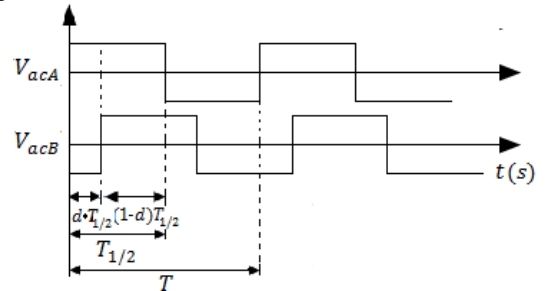 V_acA
V_acB
t(s)
d•T_1/2 (1-d)T_1/2
T_1/2
T